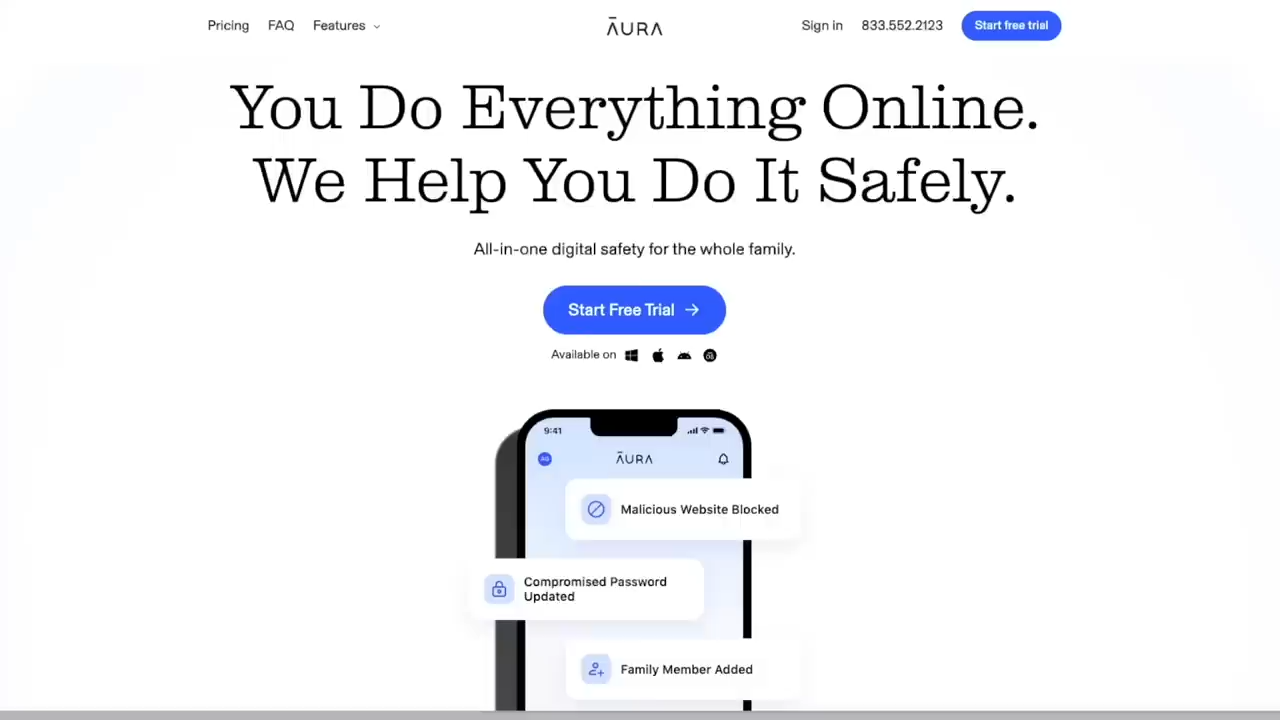 Pricing FAQ Features
ĀURA
Sign in 833.552.2123 Start free trial
You Do Everything Online.
We Help You Do It Safely.
All-in-one digital safety for the whole family.
Start Free Trial →
Available on
9:41
ĀURA
Malicious Website Blocked
Compromised Password
Updated
Family Member Added